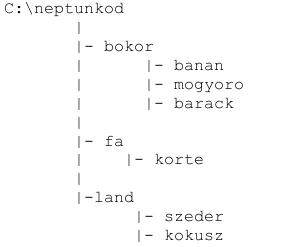 C:\neptunkod
|
|- bokor
| |- banan
| |- mogyoro
| |- barack
|
|- fa
| |- korte
|
|-land
|- szeder
|- kokusz